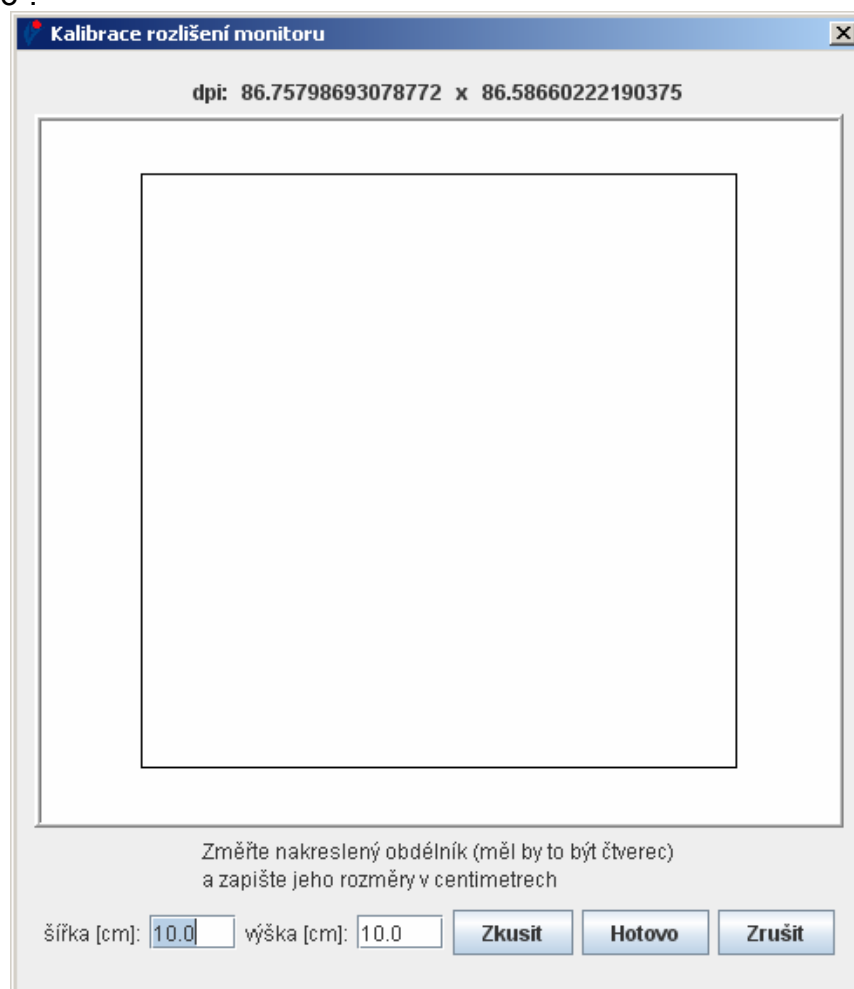 Kalibrace rozlišení monitoru
dpi: 86.75798693078772 x 86.58660222190375
Změřte nakreslený obdélník (měl by to být čtverec)
a zapište jeho rozměry v centimetrech
šířka [cm]: 10.0 výška [cm]: 10.0 Zkusit Hotovo Zrušit